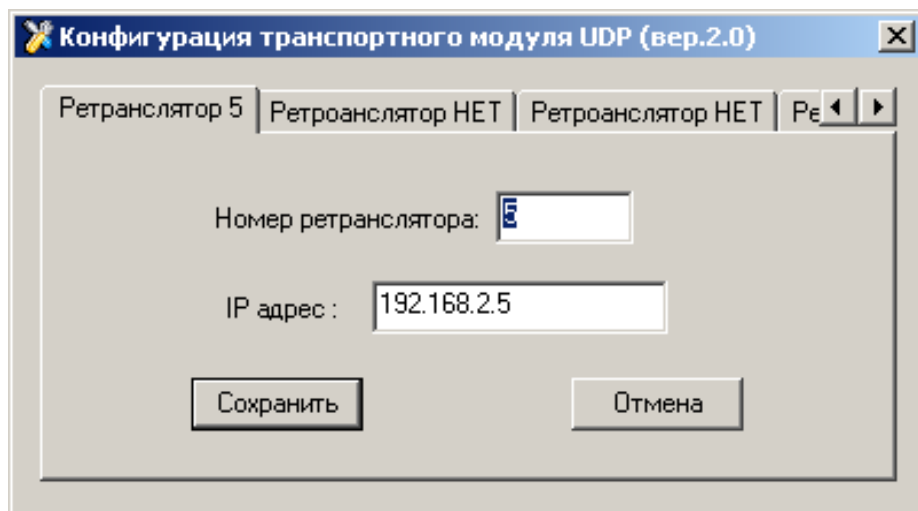 Конфигурация транспортного модуля UDP (вер.2.0)
Ретранслятор 5 Ретроанслятор НЕТ Ретроанслятор НЕТ Ре
Номер ретранслятора: 5
IP адрес : 192.168.2.5
Сохранить Отмена